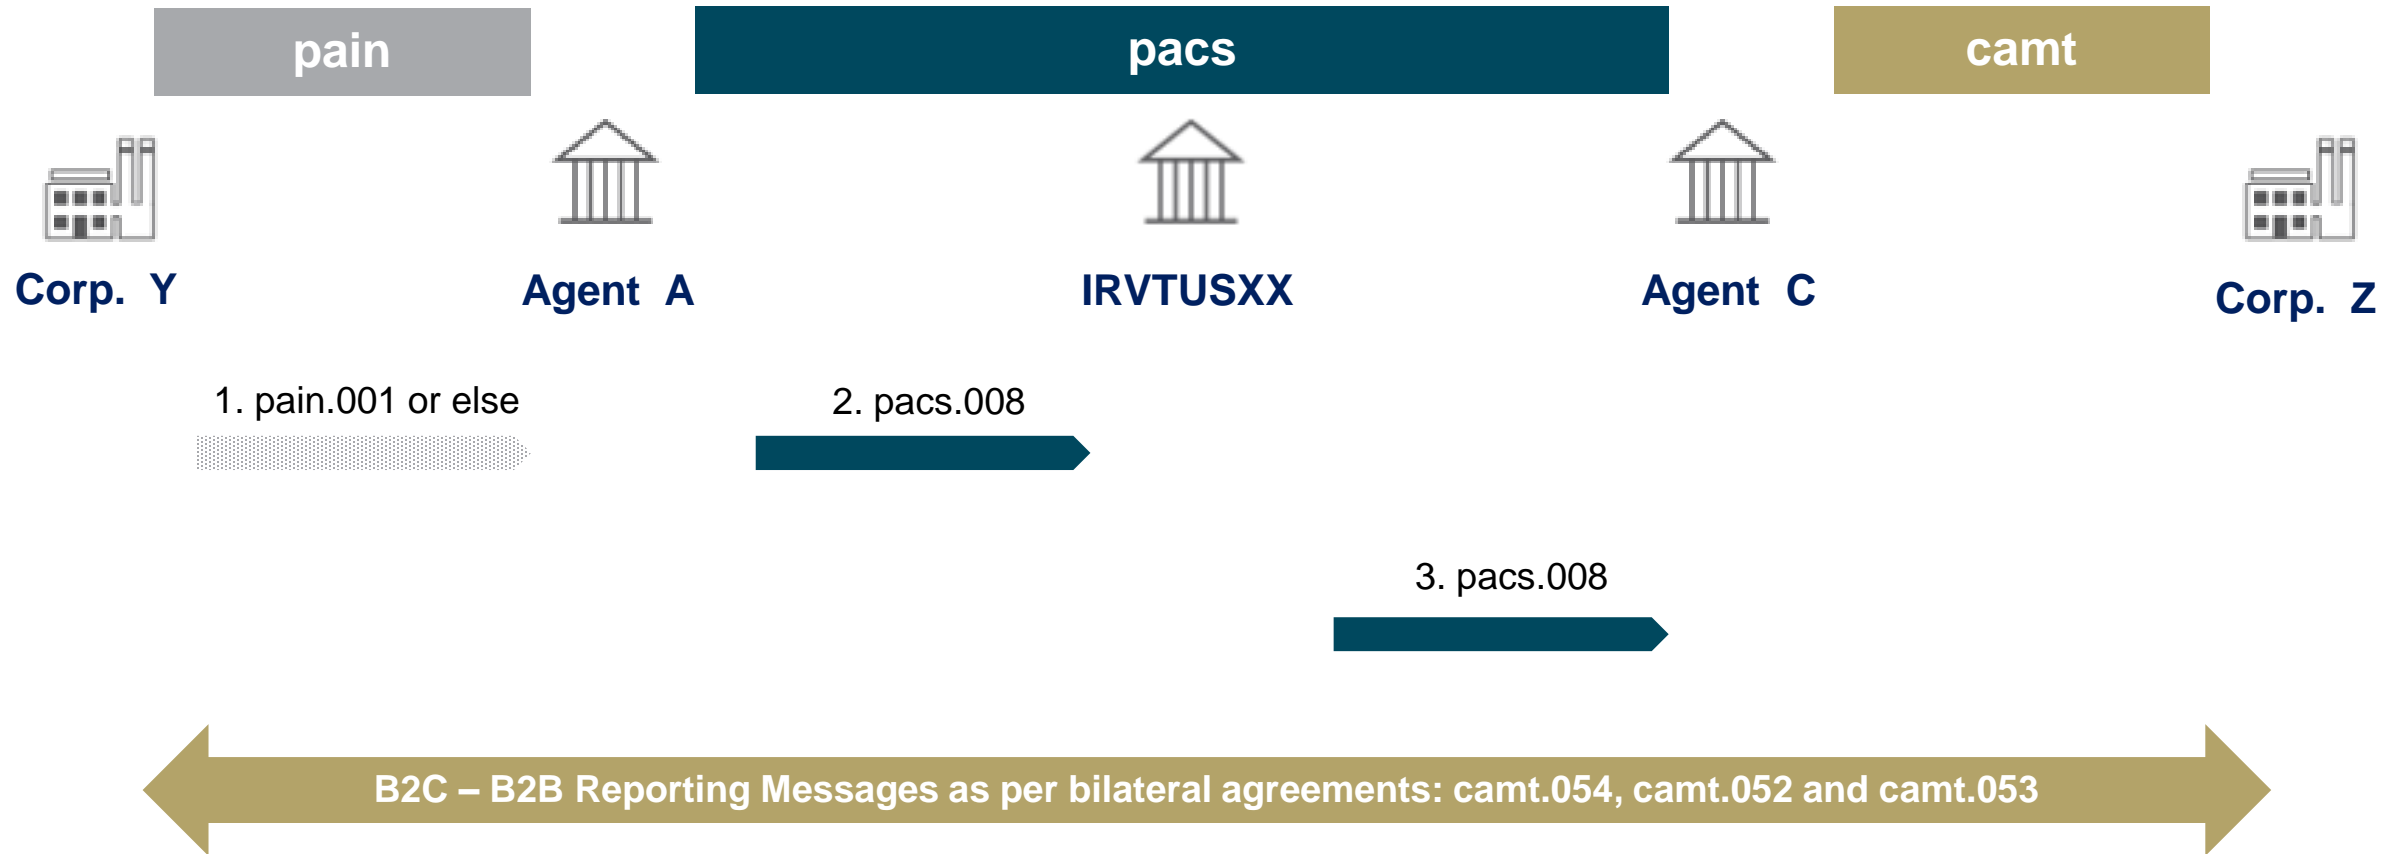 pain
pacs
camt
Corp. Y
Agent A
IRVTUSXX
Agent C
Corp. Z
1. pain.001 or else
2. pacs.008
3. pacs.008
B2C – B2B Reporting Messages as per bilateral agreements: camt.054, camt.052 and camt.053